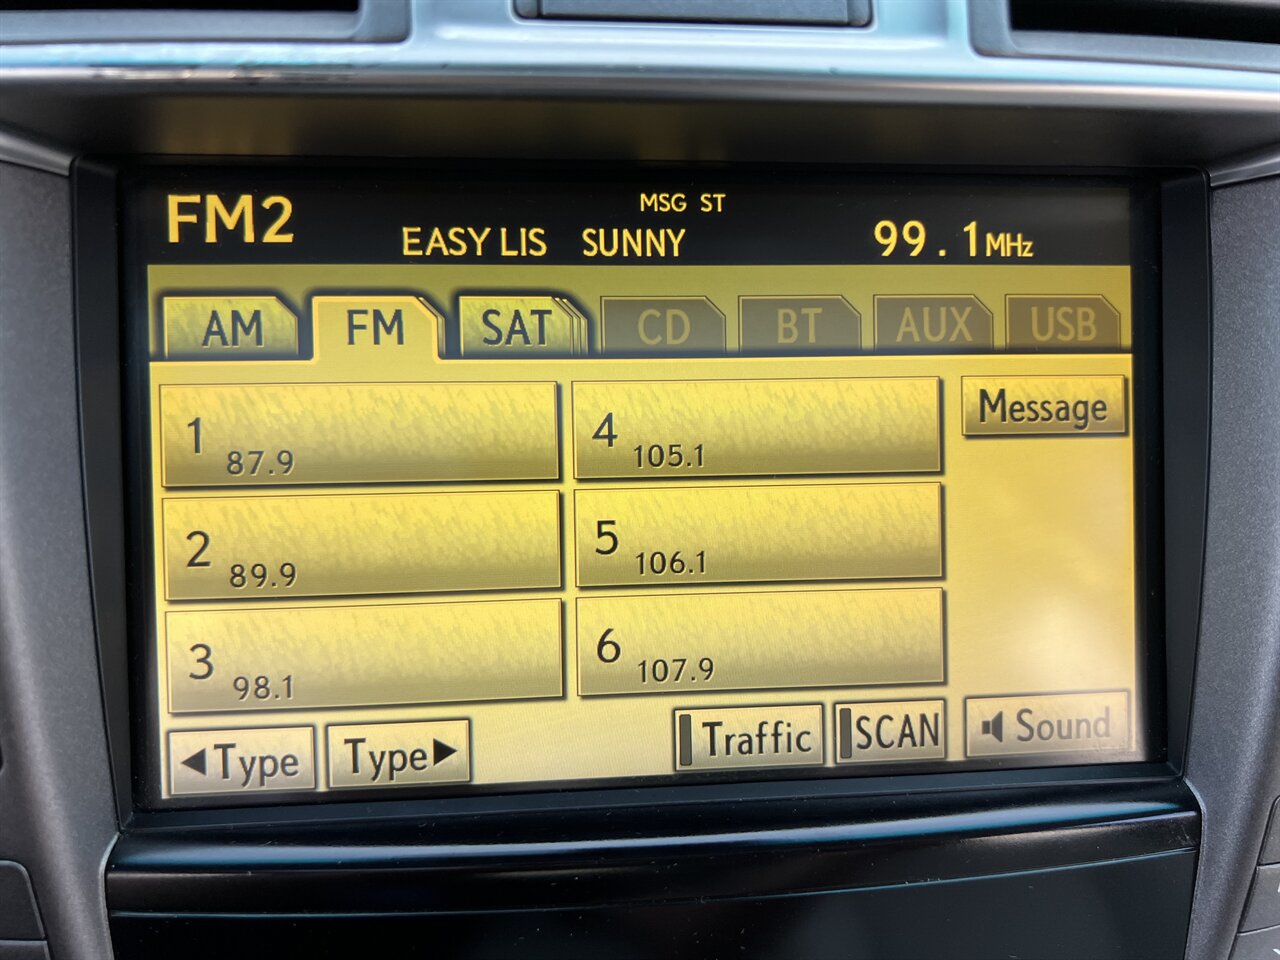 FM2
MSG ST
EASY LIS SUNNY 99.1MHz
AM FM SAT CD BT AUX USB
1 87.9
4 105.1
Message
2 89.9
5 106.1
3 98.1
6 107.9
◀Type Type▶ Traffic SCAN Sound